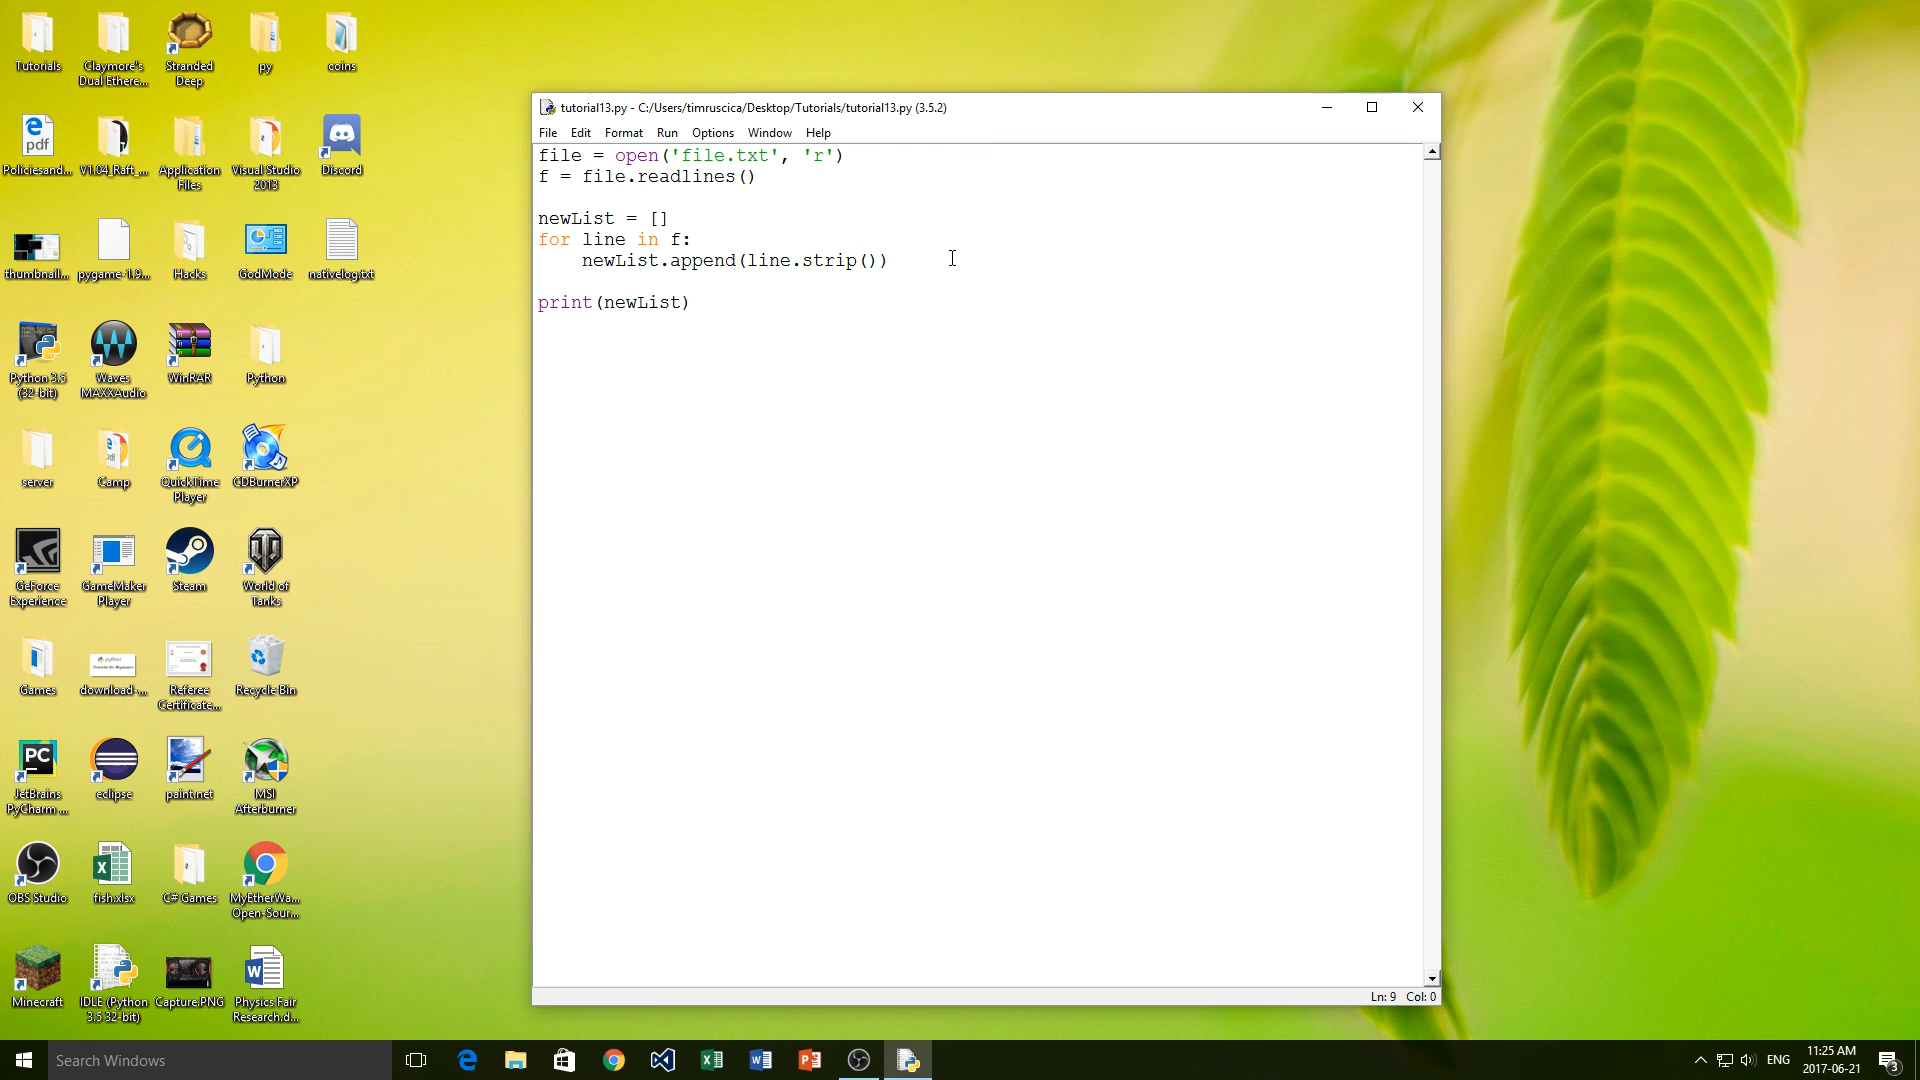 Tutorials
Claymore's
Dual Ethere...
Stranded
Deep
py
coins
Policiesand...
V1.04_Raft_...
Application
Files
Visual Studio
2013
Discord
thumbnaill...
pygame-1.9...
Hacks
GodMode
nativelog.txt
Python 3.5
(32-bit)
Waves
MAXXAudio
WinRAR
Python
server
Camp
QuickTime
Player
CDBurnerXP
GeForce
Experience
GameMaker
Player
Steam
World of
Tanks
Games
download-...
Referee
Certificate...
Recycle Bin
JetBrains
PyCharm ...
eclipse
paint.net
MSI
Afterburner
OBS Studio
fish.xlsx
C# Games
MyEtherWa...
Open-Sour...
Minecraft
IDLE (Python
3.5 32-bit)
Capture.PNG
Physics Fair
Research.d...
tutorial13.py - C:/Users/timruscica/Desktop/Tutorials/tutorial13.py (3.5.2)
File Edit Format Run Options Window Help
file = open('file.txt', 'r')
f = file.readlines()
newList = []
for line in f:
    newList.append(line.strip())
print(newList)
Ln: 9 Col: 0
Search Windows
ENG
11:25 AM
2017-06-21
3